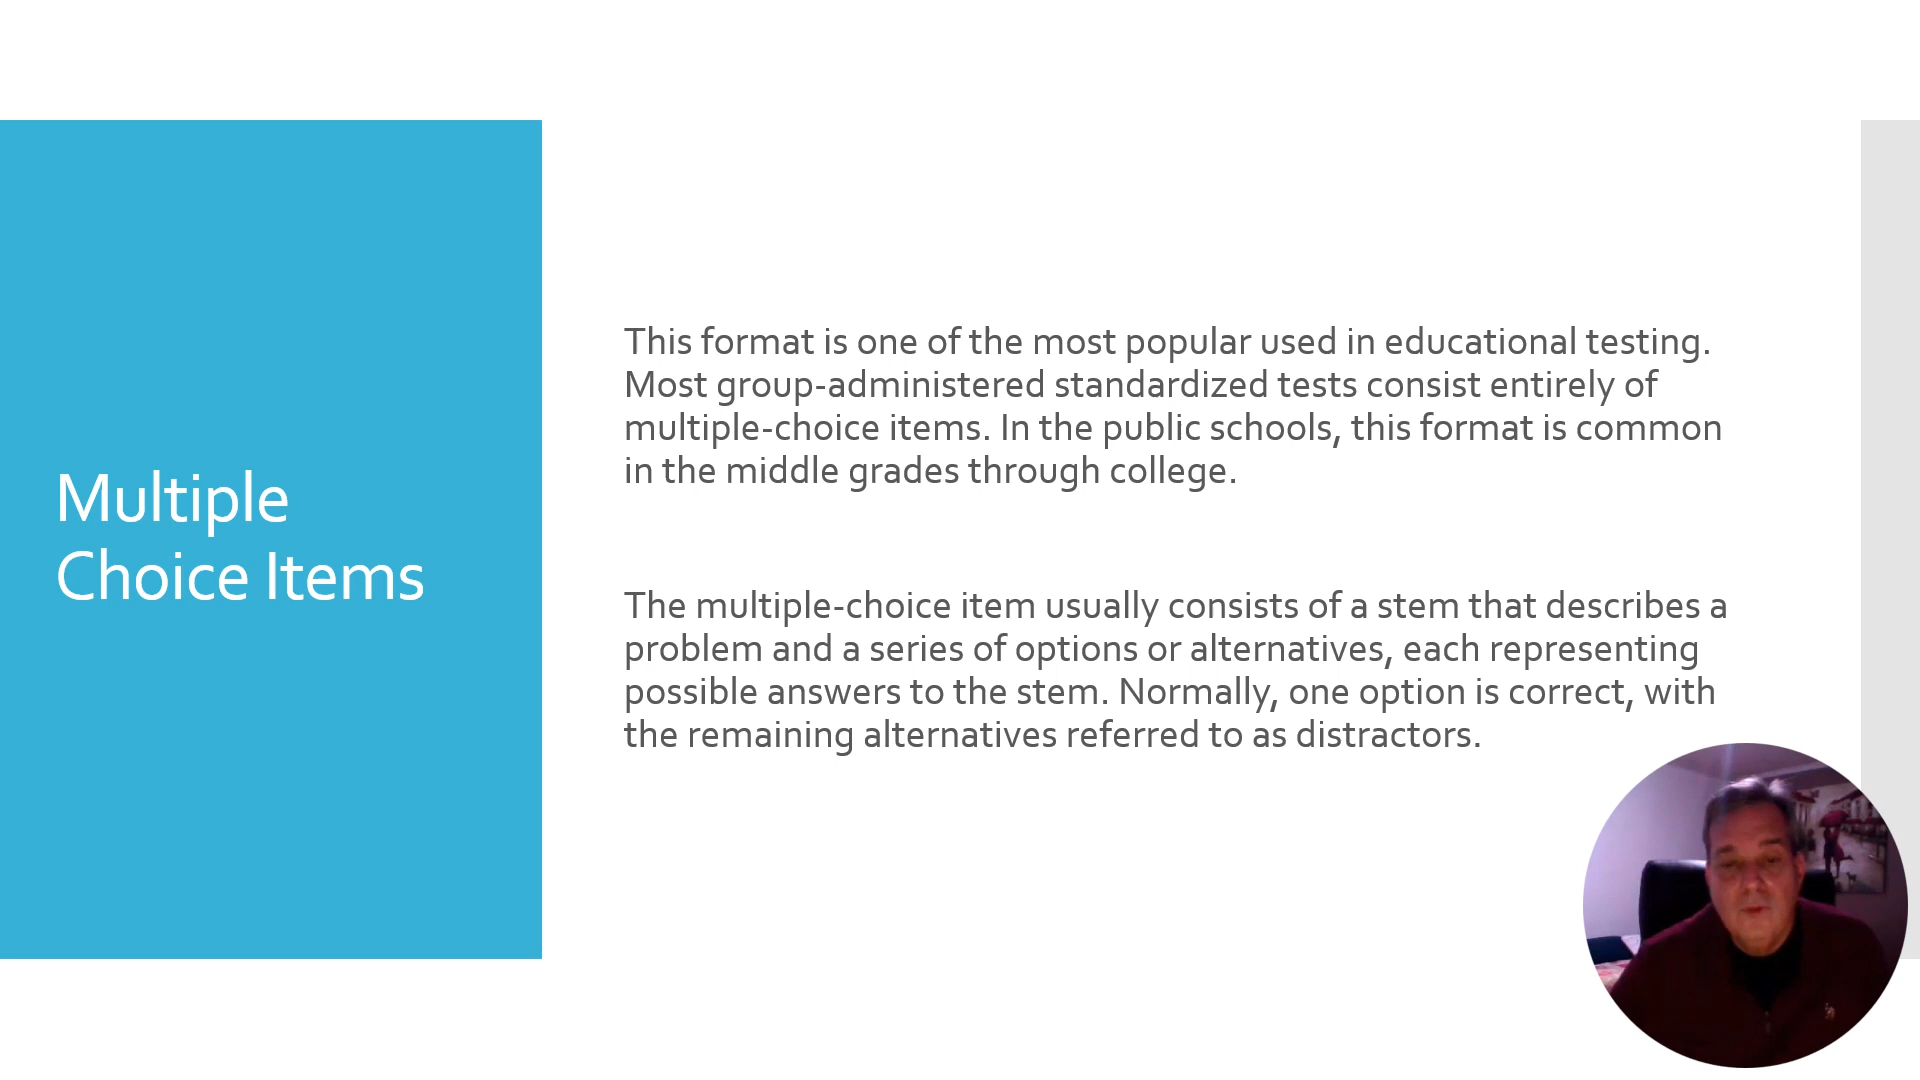 Multiple
Choice Items
This format is one of the most popular used in educational testing.
Most group-administered standardized tests consist entirely of
multiple-choice items. In the public schools, this format is common
in the middle grades through college.
The multiple-choice item usually consists of a stem that describes a
problem and a series of options or alternatives, each representing
possible answers to the stem. Normally, one option is correct, with
the remaining alternatives referred to as distractors.